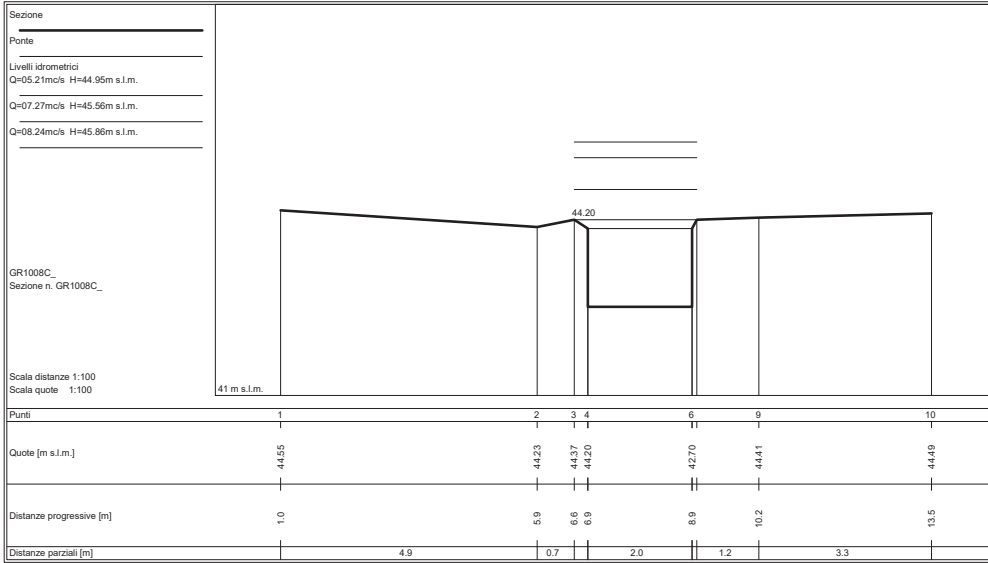 Sezione
Ponte
Livelli idrometrici
Q=05.21mc/s H=44.95m s.l.m.
Q=07.27mc/s H=45.56m s.l.m.
Q=08.24mc/s H=45.86m s.l.m.
44.20
GR1008C_
Sezione n. GR1008C_
Scala distanze 1:100
Scala quote 1:100
41 m s.l.m.
Punti 1 2 3 4 6 9 10
Quote [m s.l.m.] 44.55 44.23 44.37 44.20 42.70 44.41 44.49
Distanze progressive [m] 1.0 5.9 6.6 6.9 8.9 10.2 13.5
Distanze parziali [m] 4.9 0.7 2.0 1.2 3.3